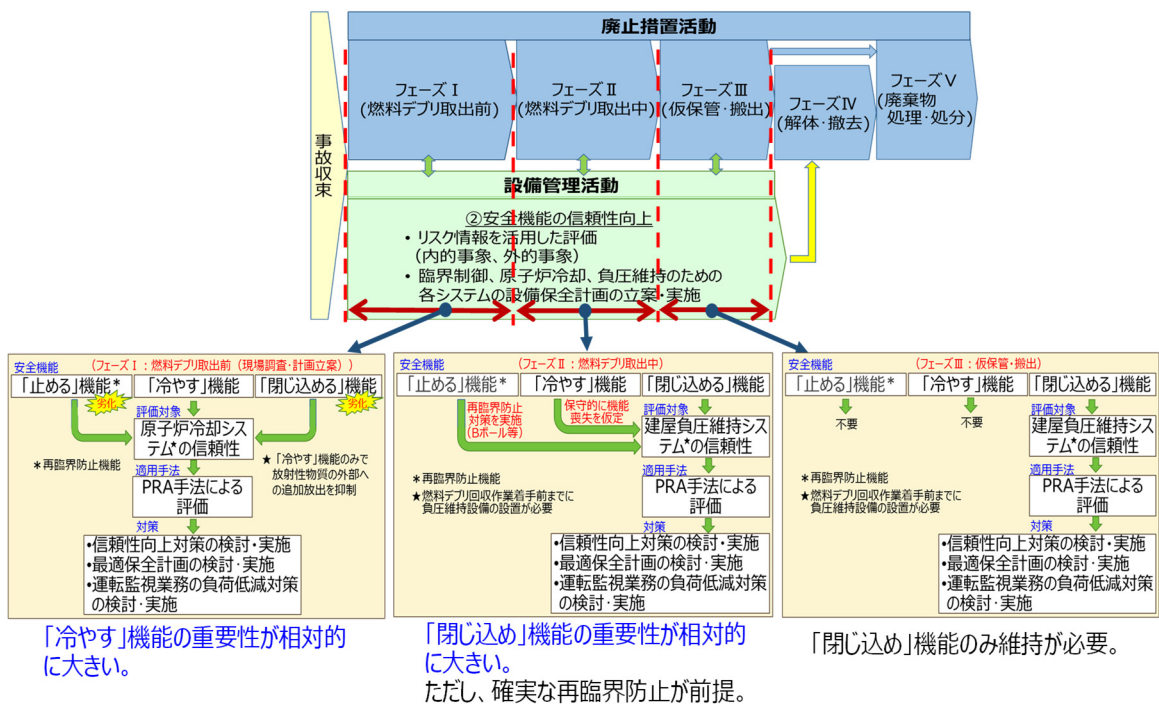 廃止措置活動
事故収束
フェーズⅠ
(燃料デブリ取出前)
フェーズⅡ
(燃料デブリ取出中)
フェーズⅢ
(仮保管・搬出)
フェーズⅣ
(解体・撤去)
フェーズⅤ
(廃棄物
処理・処分)
設備管理活動
②安全機能の信頼性向上
• リスク情報を活用した評価
(内的事象、外的事象)
• 臨界制御、原子炉冷却、負圧維持のための
各システムの設備保全計画の立案・実施
安全機能
(フェーズⅠ：燃料デブリ取出前（現場調査・計画立案）)
「止める」機能*
「冷やす」機能
「閉じ込める」機能
劣化
劣化
評価対象
原子炉冷却シス
テム*の信頼性
＊再臨界防止機能
★「冷やす」機能のみで
放射性物質の外部へ
の追加放出を抑制
適用手法
PRA手法による
評価
対策
•信頼性向上対策の検討・実施
•最適保全計画の検討・実施
•運転監視業務の負荷低減対策
の検討・実施
「冷やす」機能の重要性が相対的
に大きい。
安全機能
(フェーズⅡ：燃料デブリ取出中)
「止める」機能*
「冷やす」機能
「閉じ込める」機能
再臨界防止
対策を実施
(Bボール等)
保守的に機能
喪失を仮定
評価対象
建屋負圧維持シス
テム*の信頼性
＊再臨界防止機能
★燃料デブリ回収作業着手前までに
負圧維持設備の設置が必要
適用手法
PRA手法による
評価
対策
•信頼性向上対策の検討・実施
•最適保全計画の検討・実施
•運転監視業務の負荷低減対策
の検討・実施
「閉じ込め」機能の重要性が相対的
に大きい。
ただし、確実な再臨界防止が前提。
安全機能
(フェーズⅢ：仮保管・搬出)
「止める」機能*
「冷やす」機能
「閉じ込める」機能
不要
不要
評価対象
建屋負圧維持シス
テム*の信頼性
＊再臨界防止機能
★燃料デブリ回収作業着手前までに
負圧維持設備の設置が必要
適用手法
PRA手法による
評価
対策
•信頼性向上対策の検討・実施
•最適保全計画の検討・実施
•運転監視業務の負荷低減対策
の検討・実施
「閉じ込め」機能のみ維持が必要。